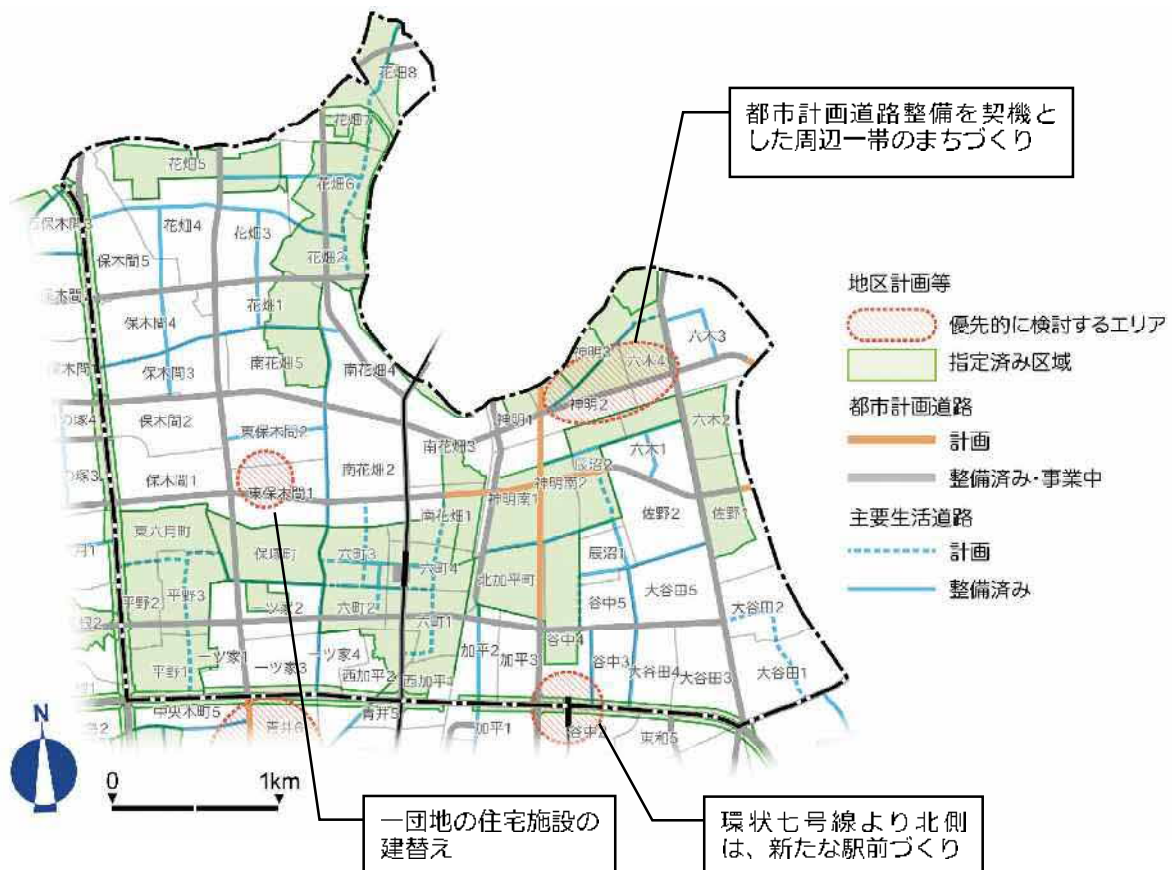 花畑8
都市計画道路整備を契機と
した周辺一帯のまちづくり
花畑7
花畑5
花畑6
花畑4
花畑3
保木間5
花畑2
花畑1
保木間4
保木間3
南花畑5
南花畑4
神明3
六木4
六木3
神明2
神明1
六木2
保木間2
東保木間2
南花畑3
六木1
辰沼2
保木間1
東保木間1
南花畑2
神明南2
神明南1
南花畑1
佐野2
佐野1
東六月町
保塚町
六町3
六町4
辰沼1
北加平町
平野2
平野3
一ツ家2
六町2
六町1
谷中5
大谷田5
大谷田2
平野1
一ツ家1
一ツ家3
一ツ家4
西加平2
西加平1
加平2
加平3
谷中4
谷中3
大谷田4
大谷田3
大谷田1
中央本町5
青井6
青井5
加平1
谷中2
東和5
地区計画等
優先的に検討するエリア
指定済み区域
都市計画道路
計画
整備済み・事業中
主要生活道路
計画
整備済み
N
0 1km
一団地の住宅施設の
建替え
環状七号線より北側
は、新たな駅前づくり